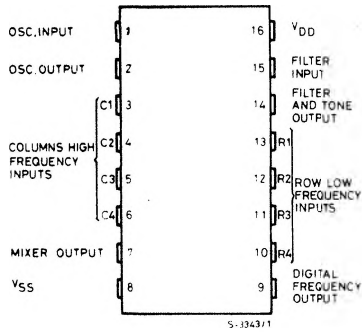 OSC.INPUT 1 16 VDD
OSC.OUTPUT 2 15 FILTER
INPUT
C1 3 14 FILTER
AND TONE
OUTPUT
COLUMNS HIGH
FREQUENCY
INPUTS
C2 4 13 R1
C3 5 12 R2
ROW LOW
FREQUENCY
INPUTS
C4 6 11 R3
MIXER OUTPUT 7 10 R4
VSS 8 9 DIGITAL
FREQUENCY
OUTPUT
S-3343/1